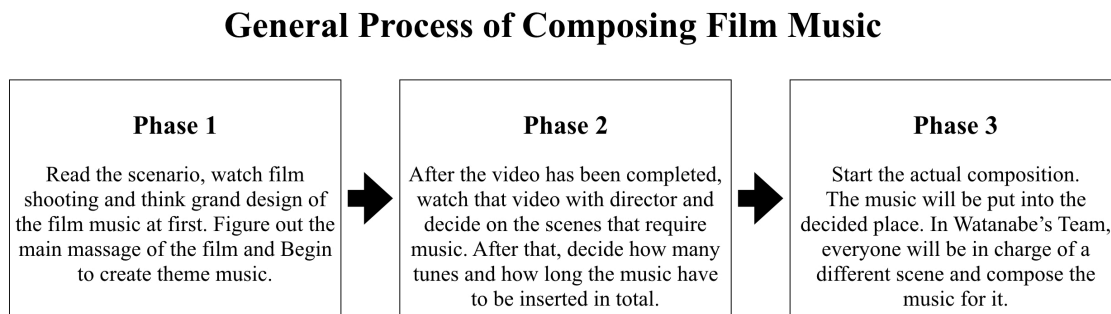 General Process of Composing Film Music
Phase 1
Read the scenario, watch film
shooting and think grand design of
the film music at first. Figure out the
main massage of the film and Begin
to create theme music.
Phase 2
After the video has been completed,
watch that video with director and
decide on the scenes that require
music. After that, decide how many
tunes and how long the music have
to be inserted in total.
Phase 3
Start the actual composition.
The music will be put into the
decided place. In Watanabe's Team,
everyone will be in charge of a
different scene and compose the
music for it.